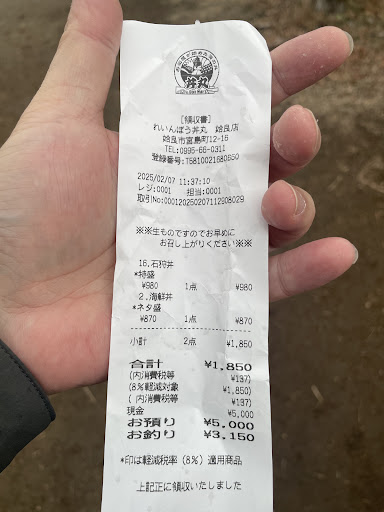 [領収書]
れいんぼう丼丸 姶良店
姶良市宮島町12-16
TEL:0995-66-0311
登録番号:T5810021680650
2025/02/07 11:37:10
レジ:0001 担当:0001
取引No:000120250207112908029
※※生ものですのでお早めに
お召し上がりください※※
16.石狩丼
*特盛
¥980 1点 ¥980
2.海鮮丼
*ネタ盛
¥870 1点 ¥870
小計 2点 ¥1,850
合計 ¥1,850
(内消費税等 ¥137)
(8%軽減対象 ¥1,850)
(内消費税等 ¥137)
現金 ¥5,000
お預り ¥5,000
お釣り ¥3,150
*印は軽減税率(8%)適用商品
上記正に領収いたしました